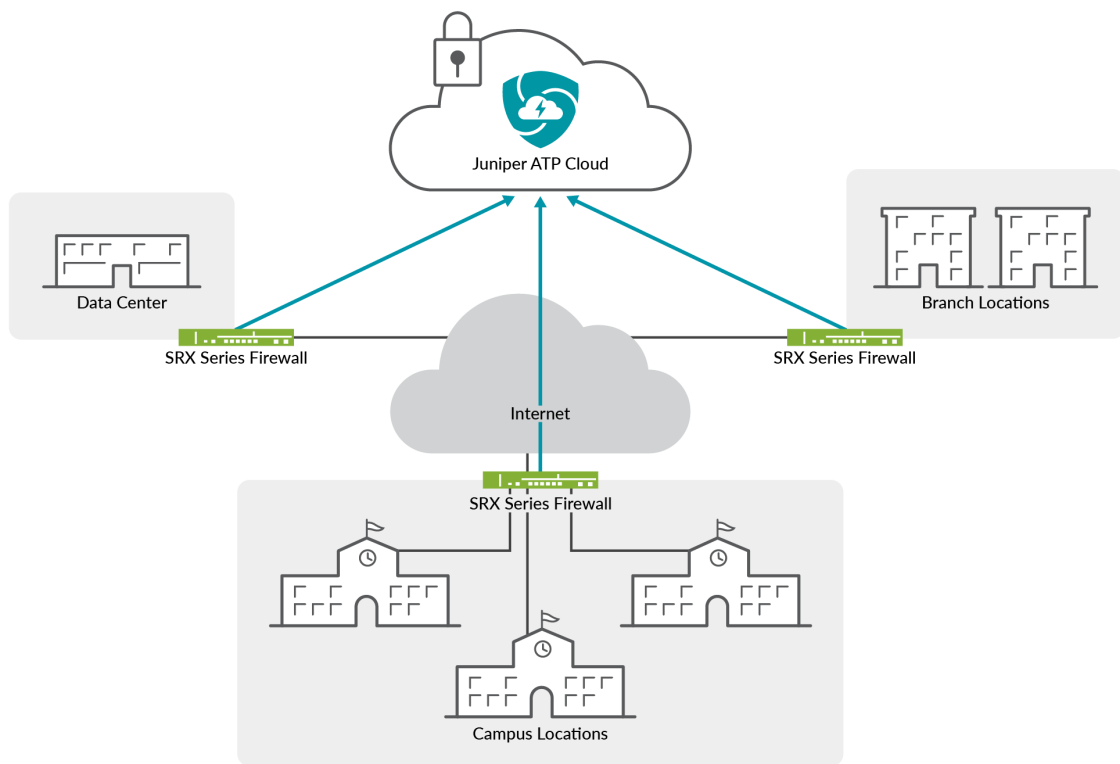 Juniper ATP Cloud
Data Center
Branch Locations
SRX Series Firewall
SRX Series Firewall
Internet
SRX Series Firewall
Campus Locations